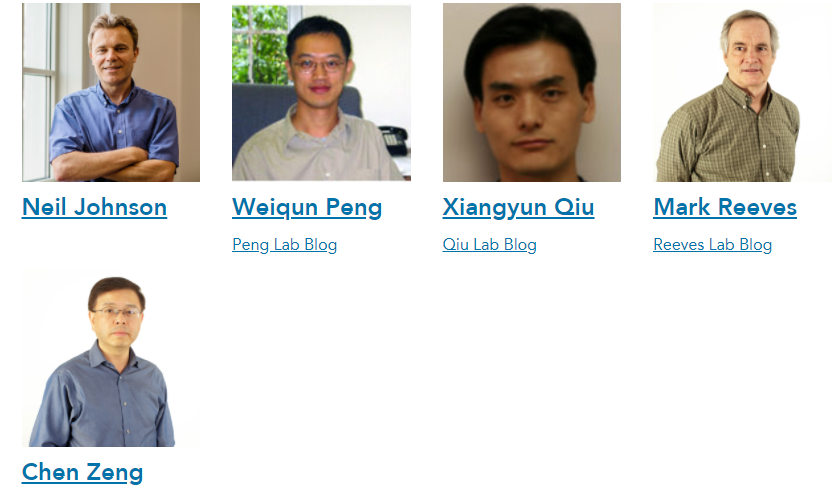 Neil Johnson
Weiqun Peng
Xiangyun Qiu
Mark Reeves
Peng Lab Blog
Qiu Lab Blog
Reeves Lab Blog
Chen Zeng